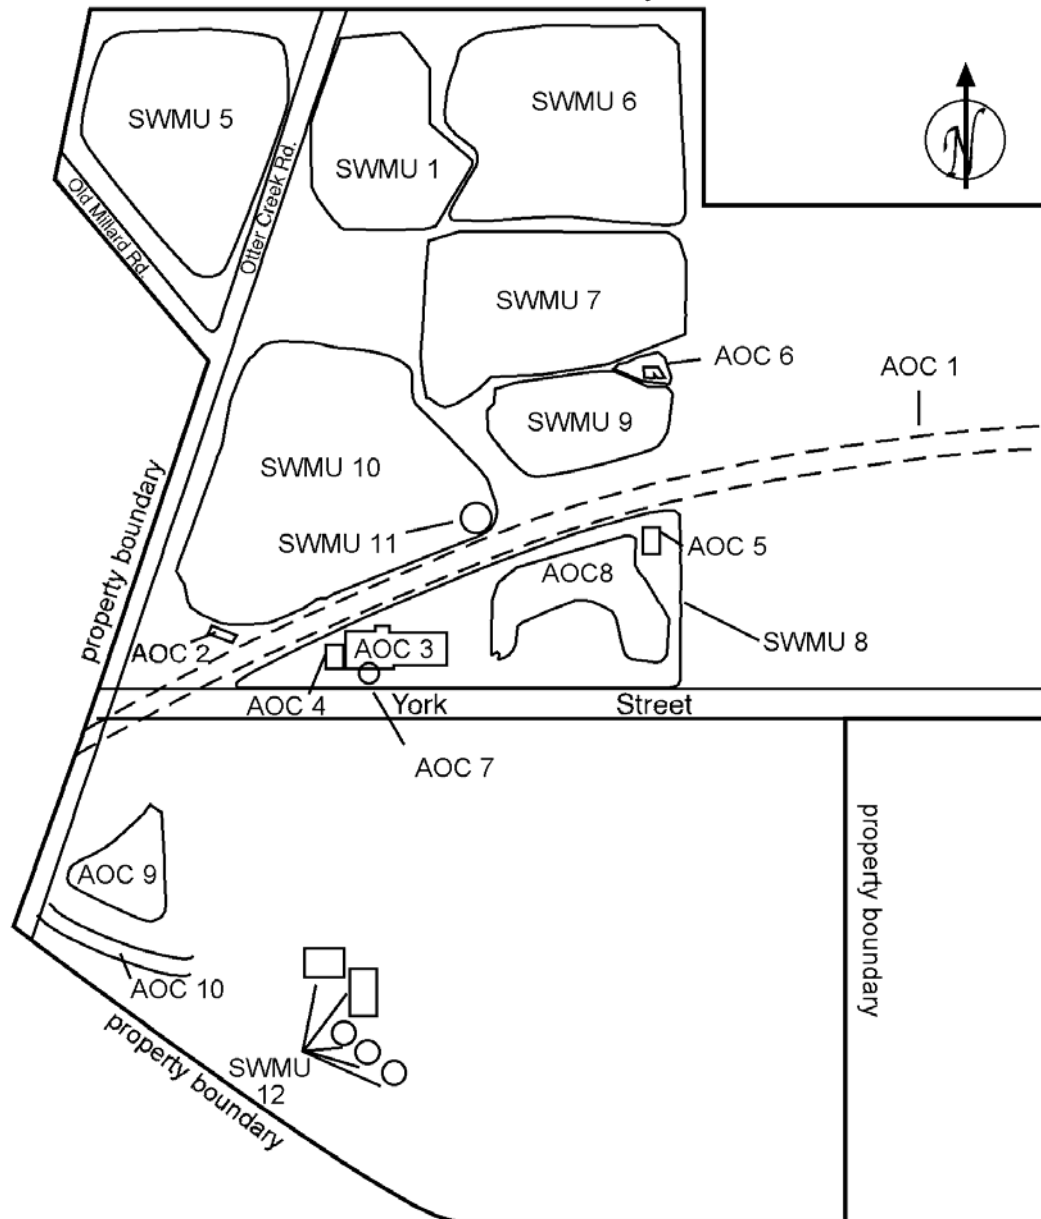 SWMU 5
SWMU 6
SWMU 1
N
Otter Creek Rd.
Old Millard Rd.
SWMU 7
AOC 6
AOC 1
SWMU 9
SWMU 10
property boundary
SWMU 11
AOC 5
AOC8
AOC 2
AOC 3
SWMU 8
AOC 4
York Street
AOC 7
AOC 9
property boundary
AOC 10
property boundary
SWMU
12